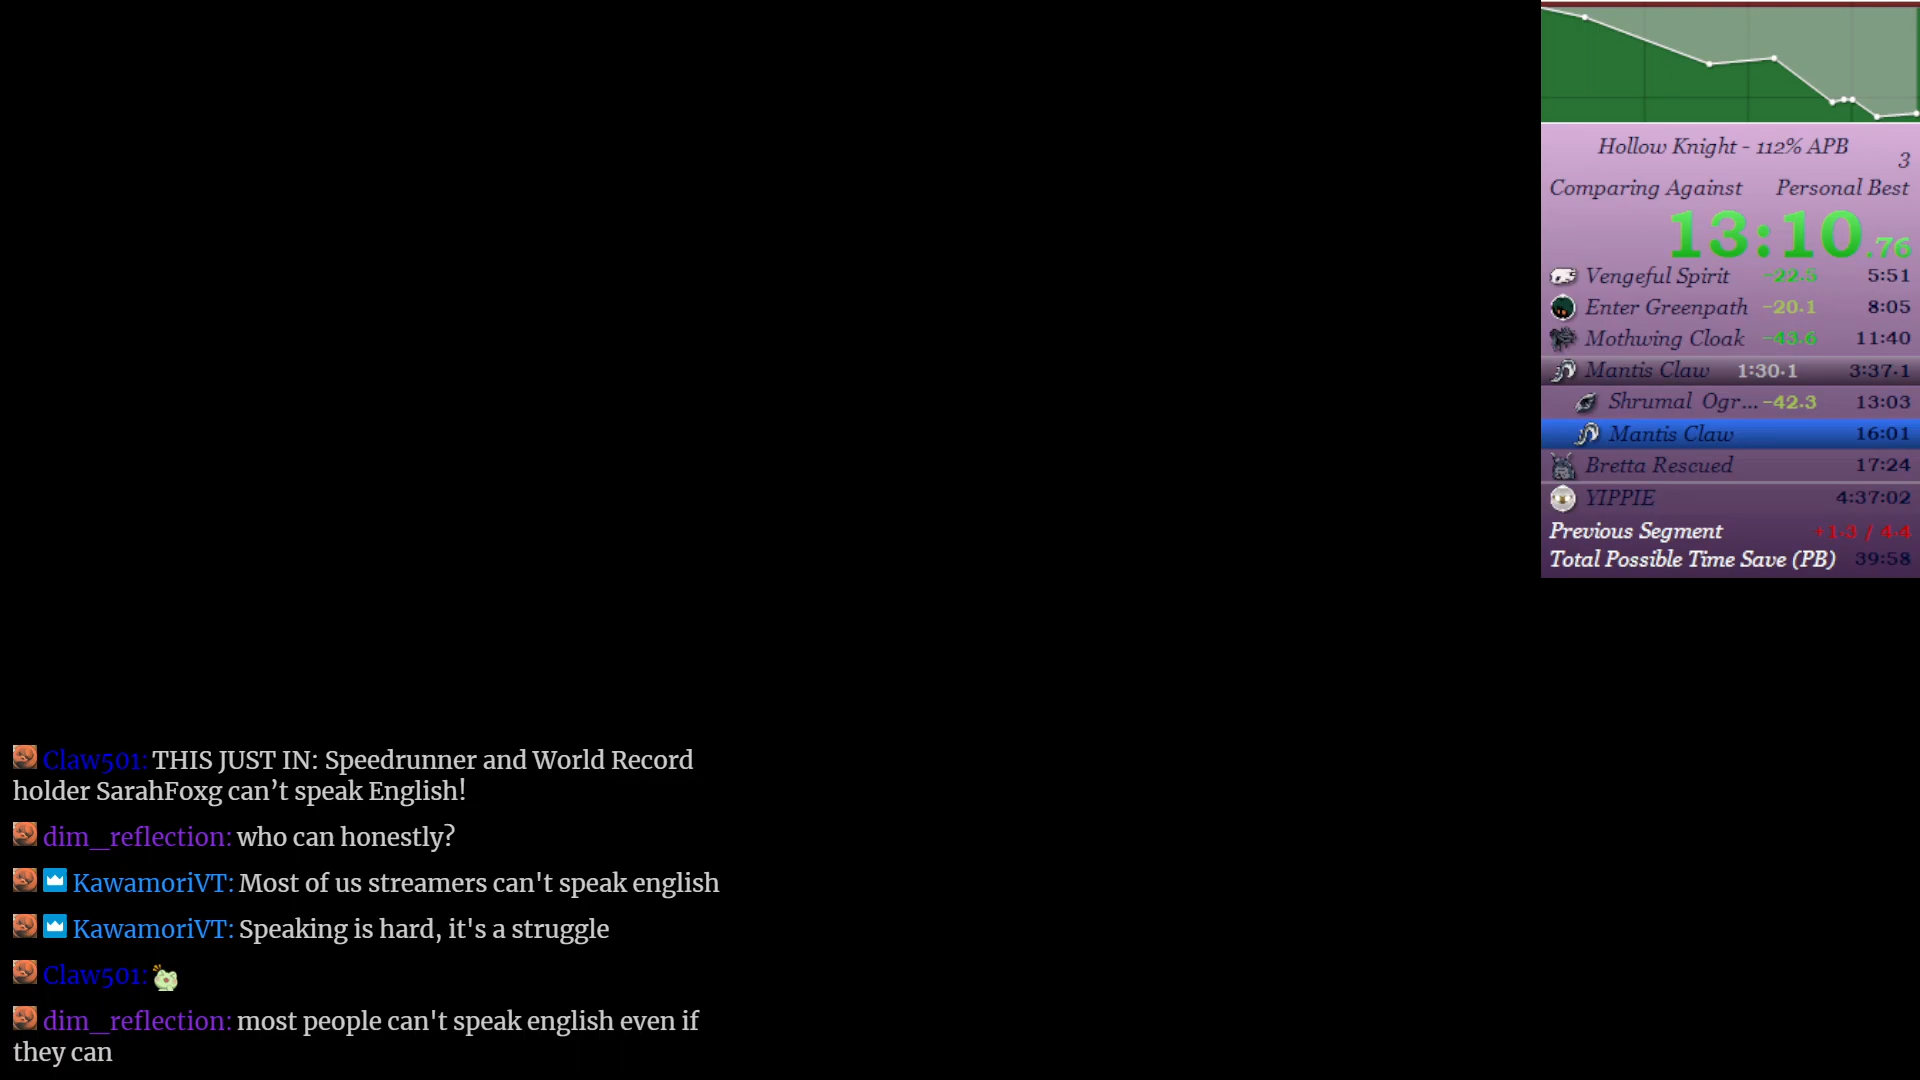 Hollow Knight - 112% APB
3
Comparing Against Personal Best
13:10.76
Vengeful Spirit -22.5 5:51
Enter Greenpath -20.1 8:05
Mothwing Cloak -43.6 11:40
Mantis Claw 1:30.1 3:37.1
Shrumal Ogr... -42.3 13:03
Mantis Claw 16:01
Bretta Rescued 17:24
YIPPIE 4:37:02
Previous Segment +1.3 / 4.4
Total Possible Time Save (PB) 39:58
Claw501: THIS JUST IN: Speedrunner and World Record
holder SarahFoxg can’t speak English!
dim_reflection: who can honestly?
KawamoriVT: Most of us streamers can't speak english
KawamoriVT: Speaking is hard, it's a struggle
Claw501:
dim_reflection: most people can't speak english even if
they can